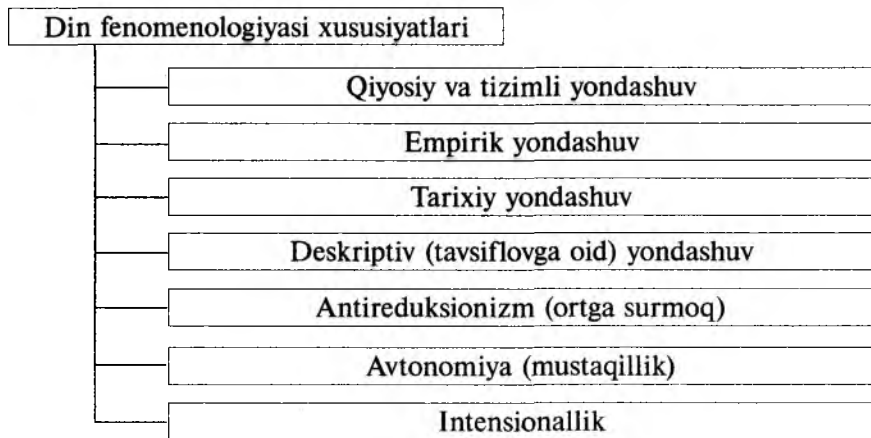 Din fenomenologiyasi xususiyatlari
Qiyosiy va tizimli yondashuv
Empirik yondashuv
Tarixiy yondashuv
Deskriptiv (tavsiflovga oid) yondashuv
Antireduksionizm (ortga surmoq)
Avtonomiya (mustaqillik)
Intensionallik